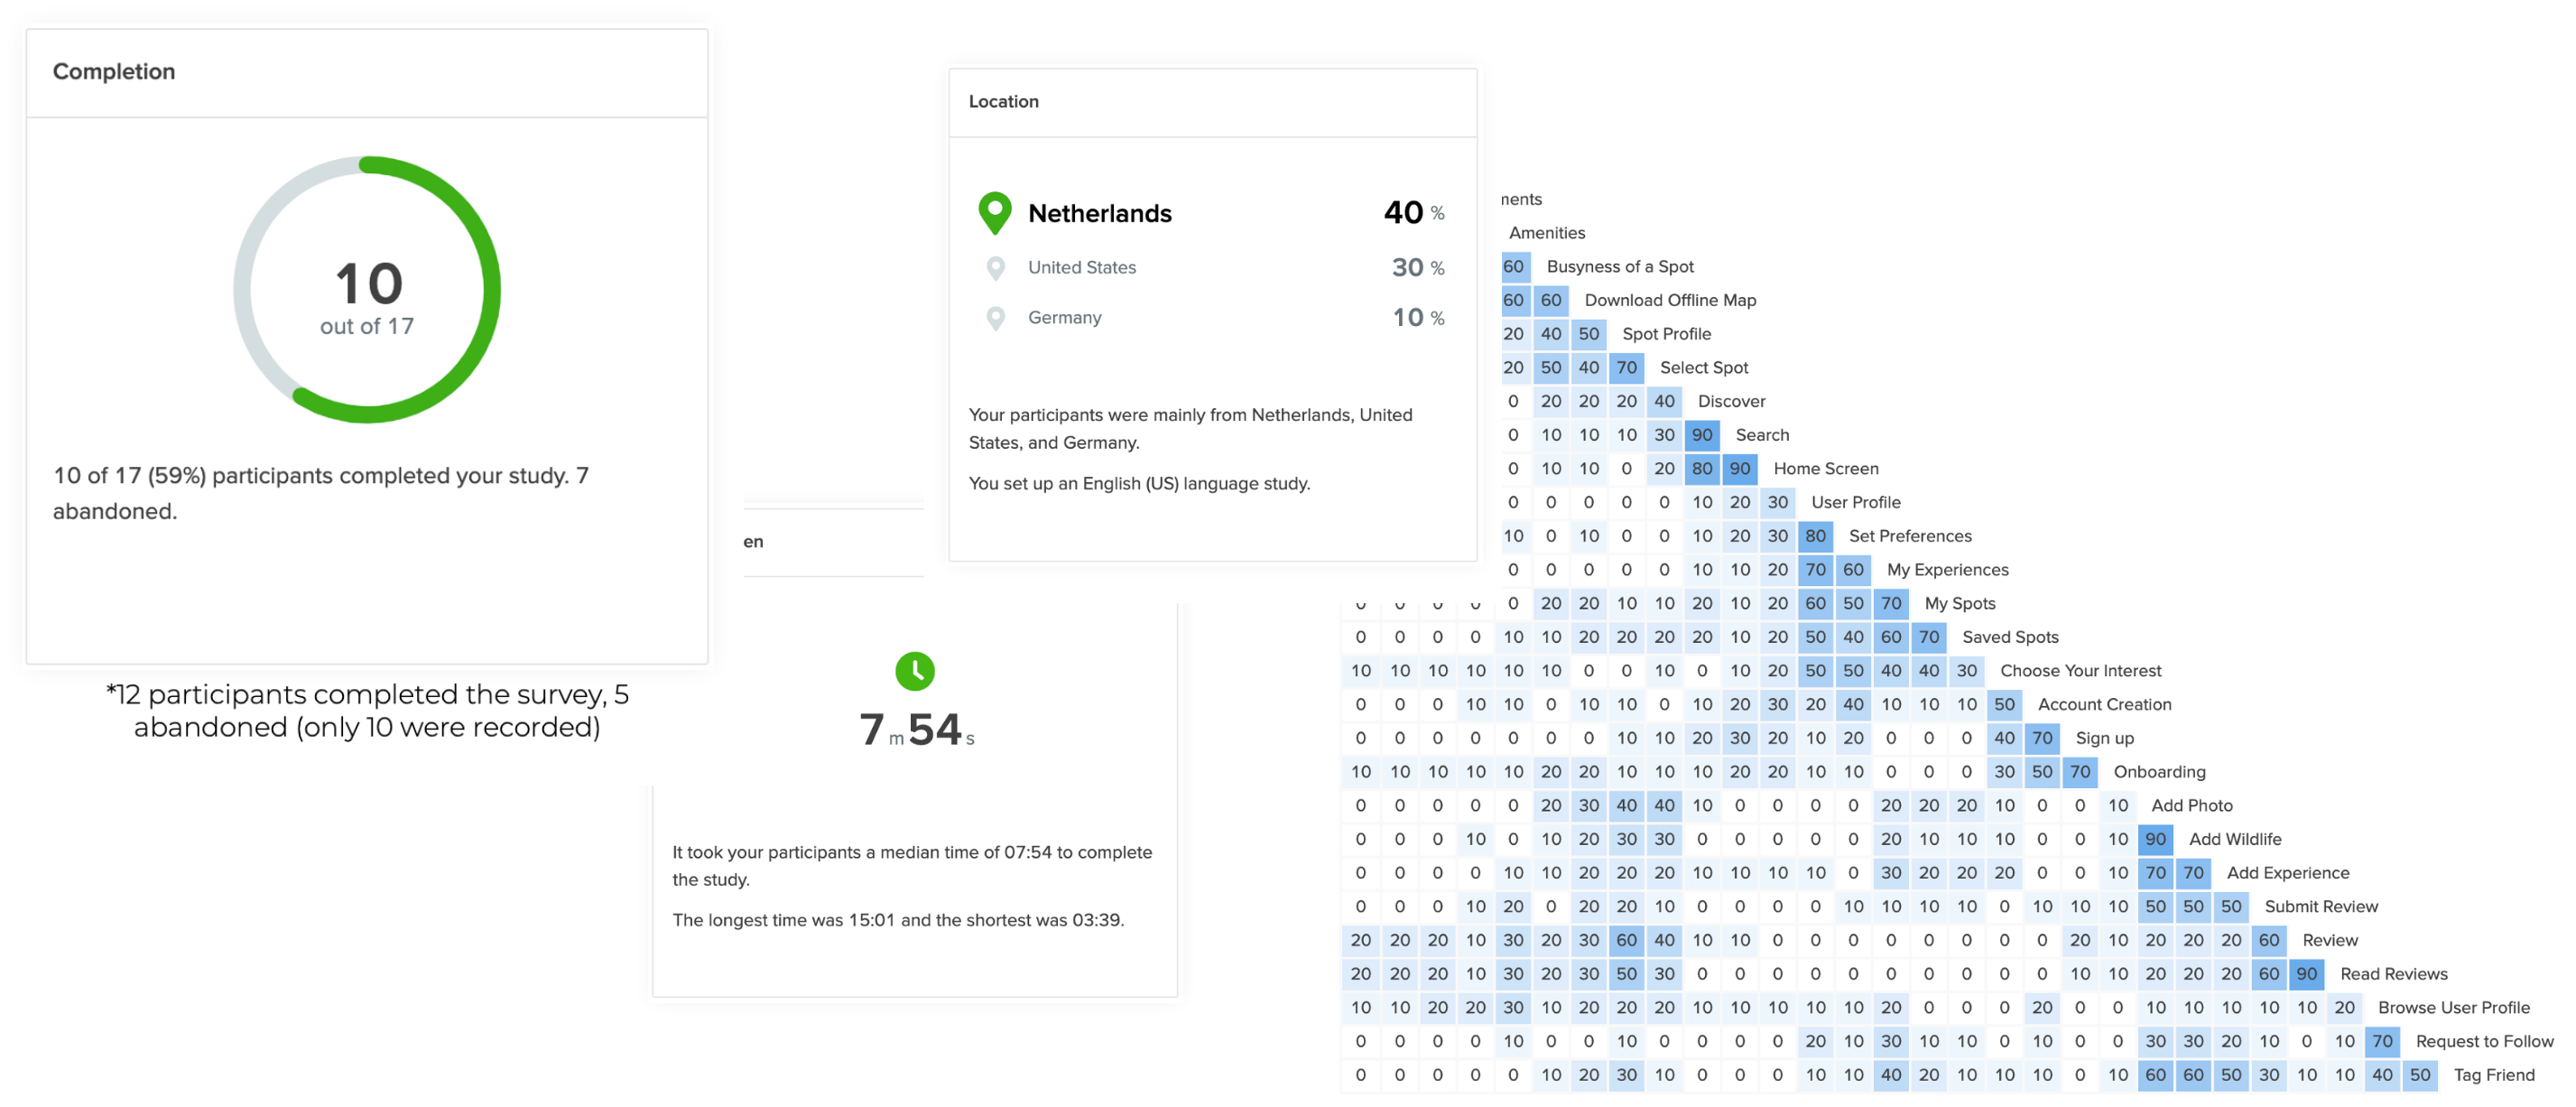 Completion
10
out of 17
10 of 17 (59%) participants completed your study. 7
abandoned.
*12 participants completed the survey, 5
abandoned (only 10 were recorded)
en
7 m 54 s
It took your participants a median time of 07:54 to complete
the study.
The longest time was 15:01 and the shortest was 03:39.
Location
Netherlands 40 %
United States 30 %
Germany 10 %
Your participants were mainly from Netherlands, United
States, and Germany.
You set up an English (US) language study.
nents
Amenities
60 Busyness of a Spot
60 60 Download Offline Map
20 40 50 Spot Profile
20 50 40 70 Select Spot
0 20 20 20 40 Discover
0 10 10 10 30 90 Search
0 10 10 0 20 80 90 Home Screen
0 0 0 0 0 10 20 30 User Profile
10 0 10 0 0 10 20 30 80 Set Preferences
0 0 0 0 0 10 10 20 70 60 My Experiences
0 0 0 0 0 20 20 10 10 20 10 20 60 50 70 My Spots
0 0 0 0 10 10 20 20 20 20 10 20 50 40 60 70 Saved Spots
10 10 10 10 10 10 0 0 10 0 10 20 50 50 40 40 30 Choose Your Interest
0 0 0 10 10 0 10 10 0 10 20 30 20 40 10 10 10 50 Account Creation
0 0 0 0 0 0 0 10 10 20 30 20 10 20 0 0 0 40 70 Sign up
10 10 10 10 10 20 20 10 10 10 20 20 10 10 0 0 0 30 50 70 Onboarding
0 0 0 0 0 20 30 40 40 10 0 0 0 0 20 20 20 10 0 0 10 Add Photo
0 0 0 10 0 10 20 30 30 0 0 0 0 0 20 10 10 10 0 0 10 90 Add Wildlife
0 0 0 0 10 10 20 20 20 10 10 10 10 0 30 20 20 20 0 0 10 70 70 Add Experience
0 0 0 10 20 0 20 20 10 0 0 0 0 10 10 10 10 0 10 10 10 50 50 50 Submit Review
20 20 20 10 30 20 30 60 40 10 10 0 0 0 0 0 0 0 0 20 10 20 20 20 60 Review
20 20 20 10 30 20 30 50 30 0 0 0 0 0 0 0 0 0 0 10 10 20 20 20 60 90 Read Reviews
10 10 20 20 30 10 20 20 20 10 10 10 10 10 20 0 0 0 20 0 0 10 10 10 10 10 20 Browse User Profile
0 0 0 0 10 0 0 10 0 0 0 0 20 10 30 10 10 0 10 0 0 30 30 20 10 0 10 70 Request to Follow
0 0 0 0 0 10 20 30 10 0 0 0 10 10 40 20 10 10 10 0 10 60 60 50 30 10 10 40 50 Tag Friend